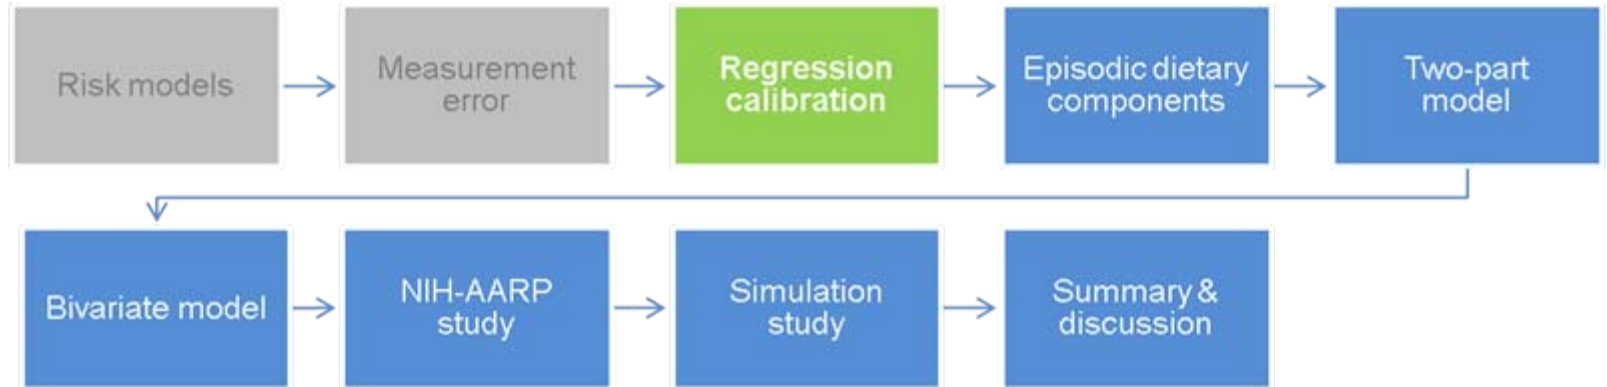 Risk models
Measurement
error
Regression
calibration
Episodic dietary
components
Two-part
model
Bivariate model
NIH-AARP
study
Simulation
study
Summary &
discussion